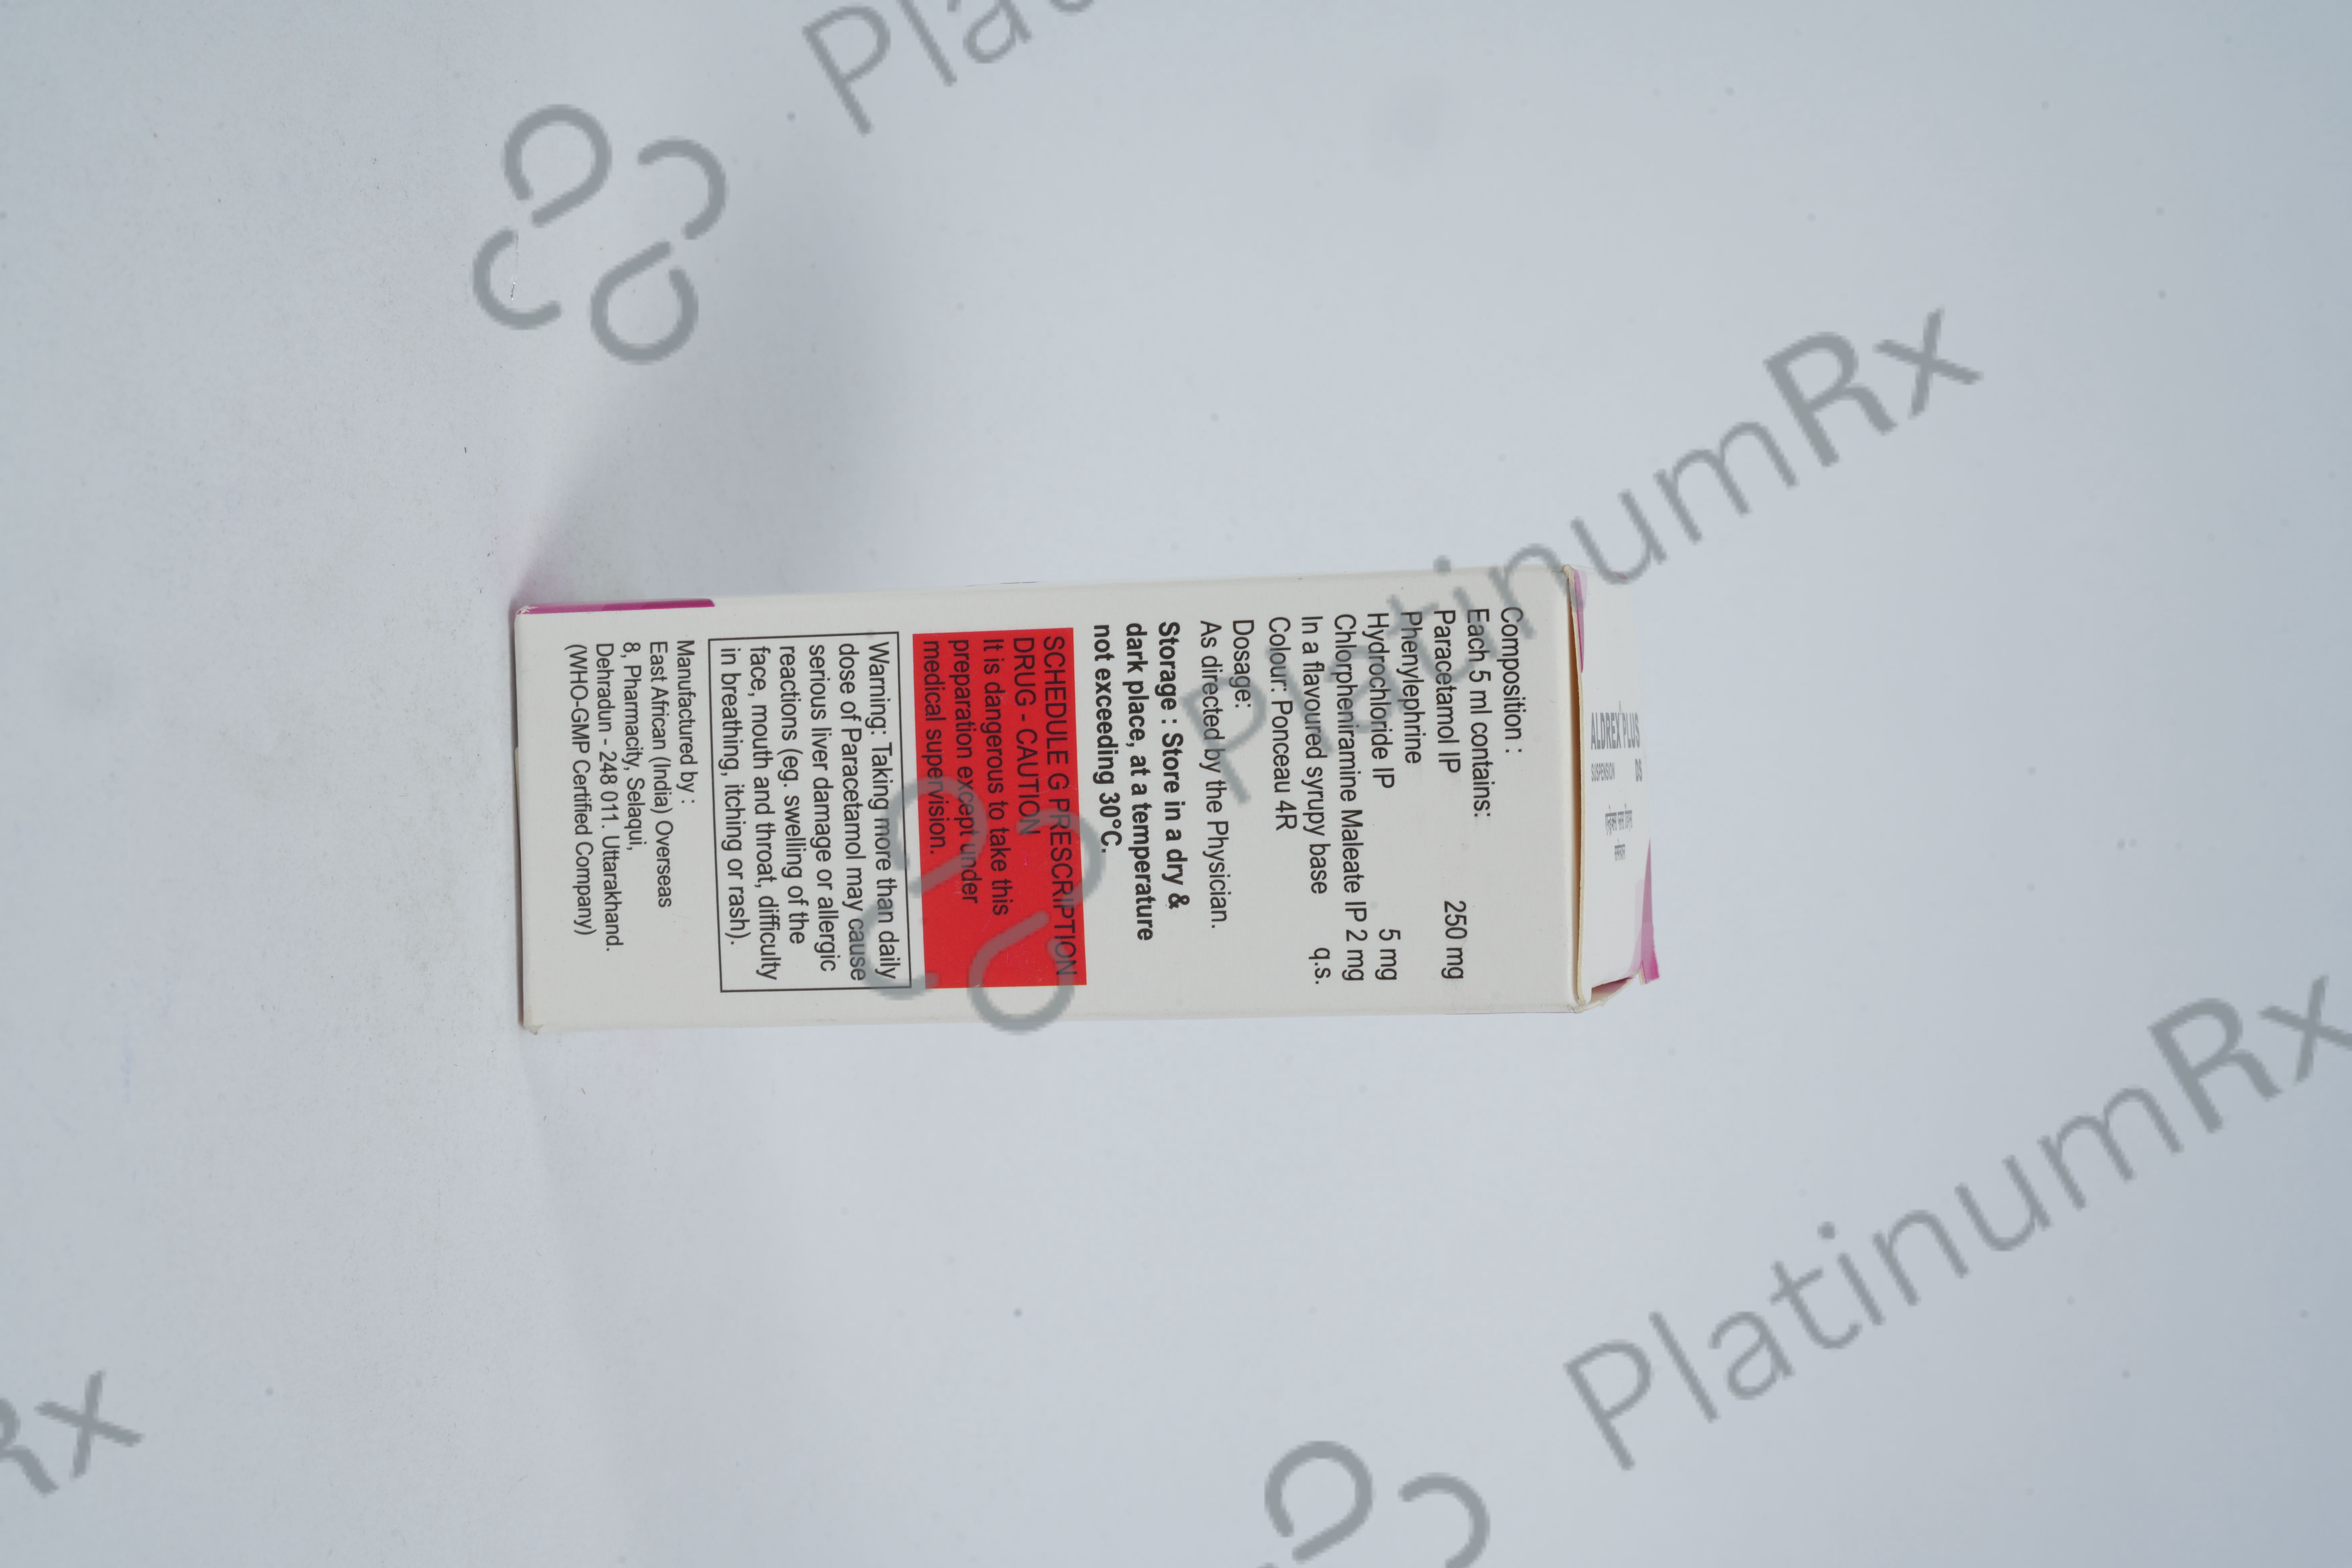 ALDREX PLUS
SUSPENSION
Composition :
Each 5 ml contains:
Paracetamol IP 250 mg
Phenylephrine
Hydrochloride IP 5 mg
Chlorpheniramine Maleate IP 2 mg
In a flavoured syrupy base q.s.
Colour: Ponceau 4R
Dosage:
As directed by the Physician.
Storage : Store in a dry &
dark place, at a temperature
not exceeding 30°C.
SCHEDULE G PRESCRIPTION
DRUG - CAUTION
It is dangerous to take this
preparation except under
medical supervision.
Warning: Taking more than daily
dose of Paracetamol may cause
serious liver damage or allergic
reactions (eg. swelling of the
face, mouth and throat, difficulty
in breathing, itching or rash).
Manufactured by :
East African (India) Overseas
8, Pharmacity, Selaqui,
Dehradun - 248 011. Uttarakhand.
(WHO-GMP Certified Company)
Pla
PlatinumRx
PlatinumRx
Rx